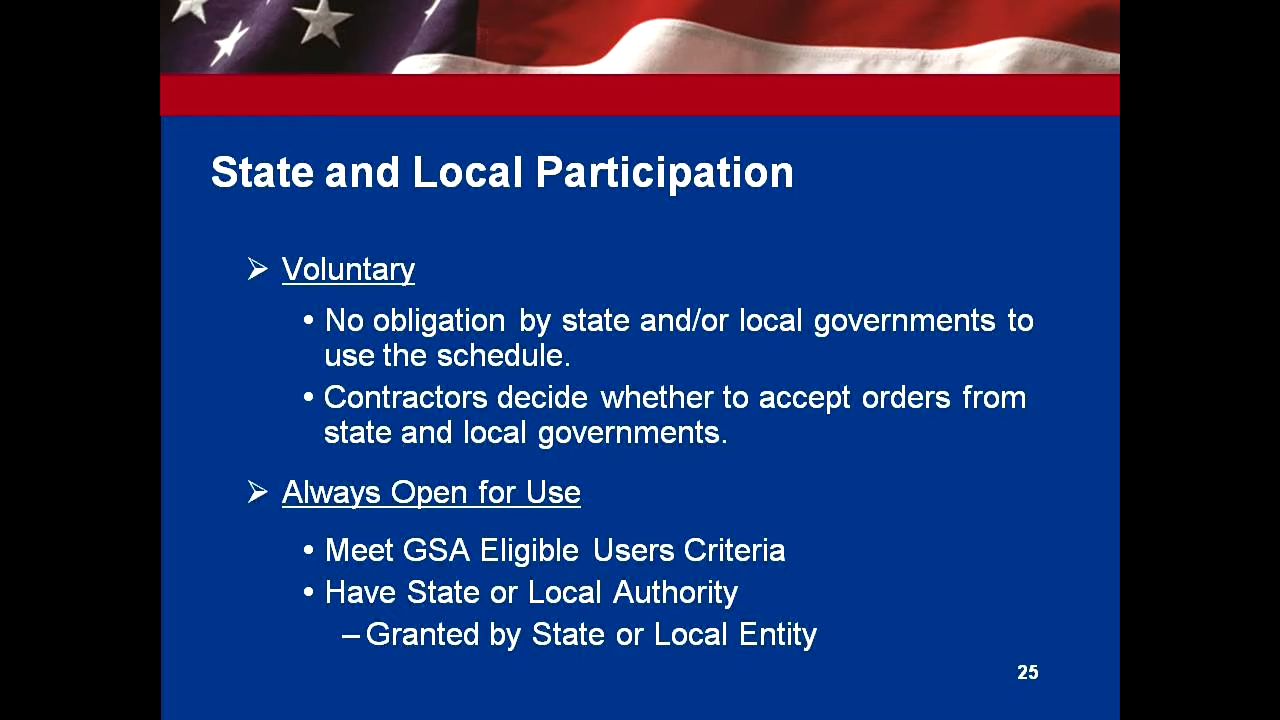 State and Local Participation
➢ Voluntary
• No obligation by state and/or local governments to
use the schedule.
• Contractors decide whether to accept orders from
state and local governments.
➢ Always Open for Use
• Meet GSA Eligible Users Criteria
• Have State or Local Authority
– Granted by State or Local Entity
25